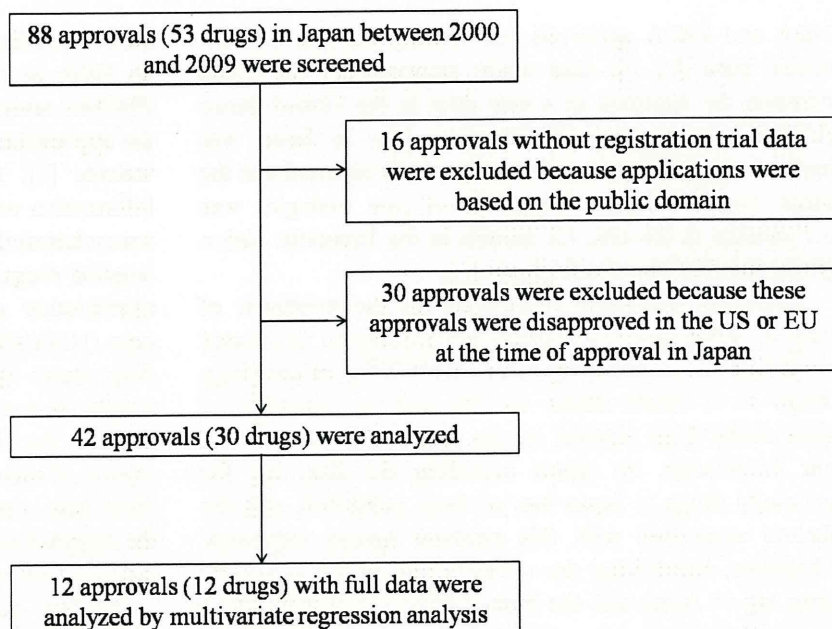 88 approvals (53 drugs) in Japan between 2000
and 2009 were screened
16 approvals without registration trial data
were excluded because applications were
based on the public domain
30 approvals were excluded because these
approvals were disapproved in the US or EU
at the time of approval in Japan
42 approvals (30 drugs) were analyzed
12 approvals (12 drugs) with full data were
analyzed by multivariate regression analysis